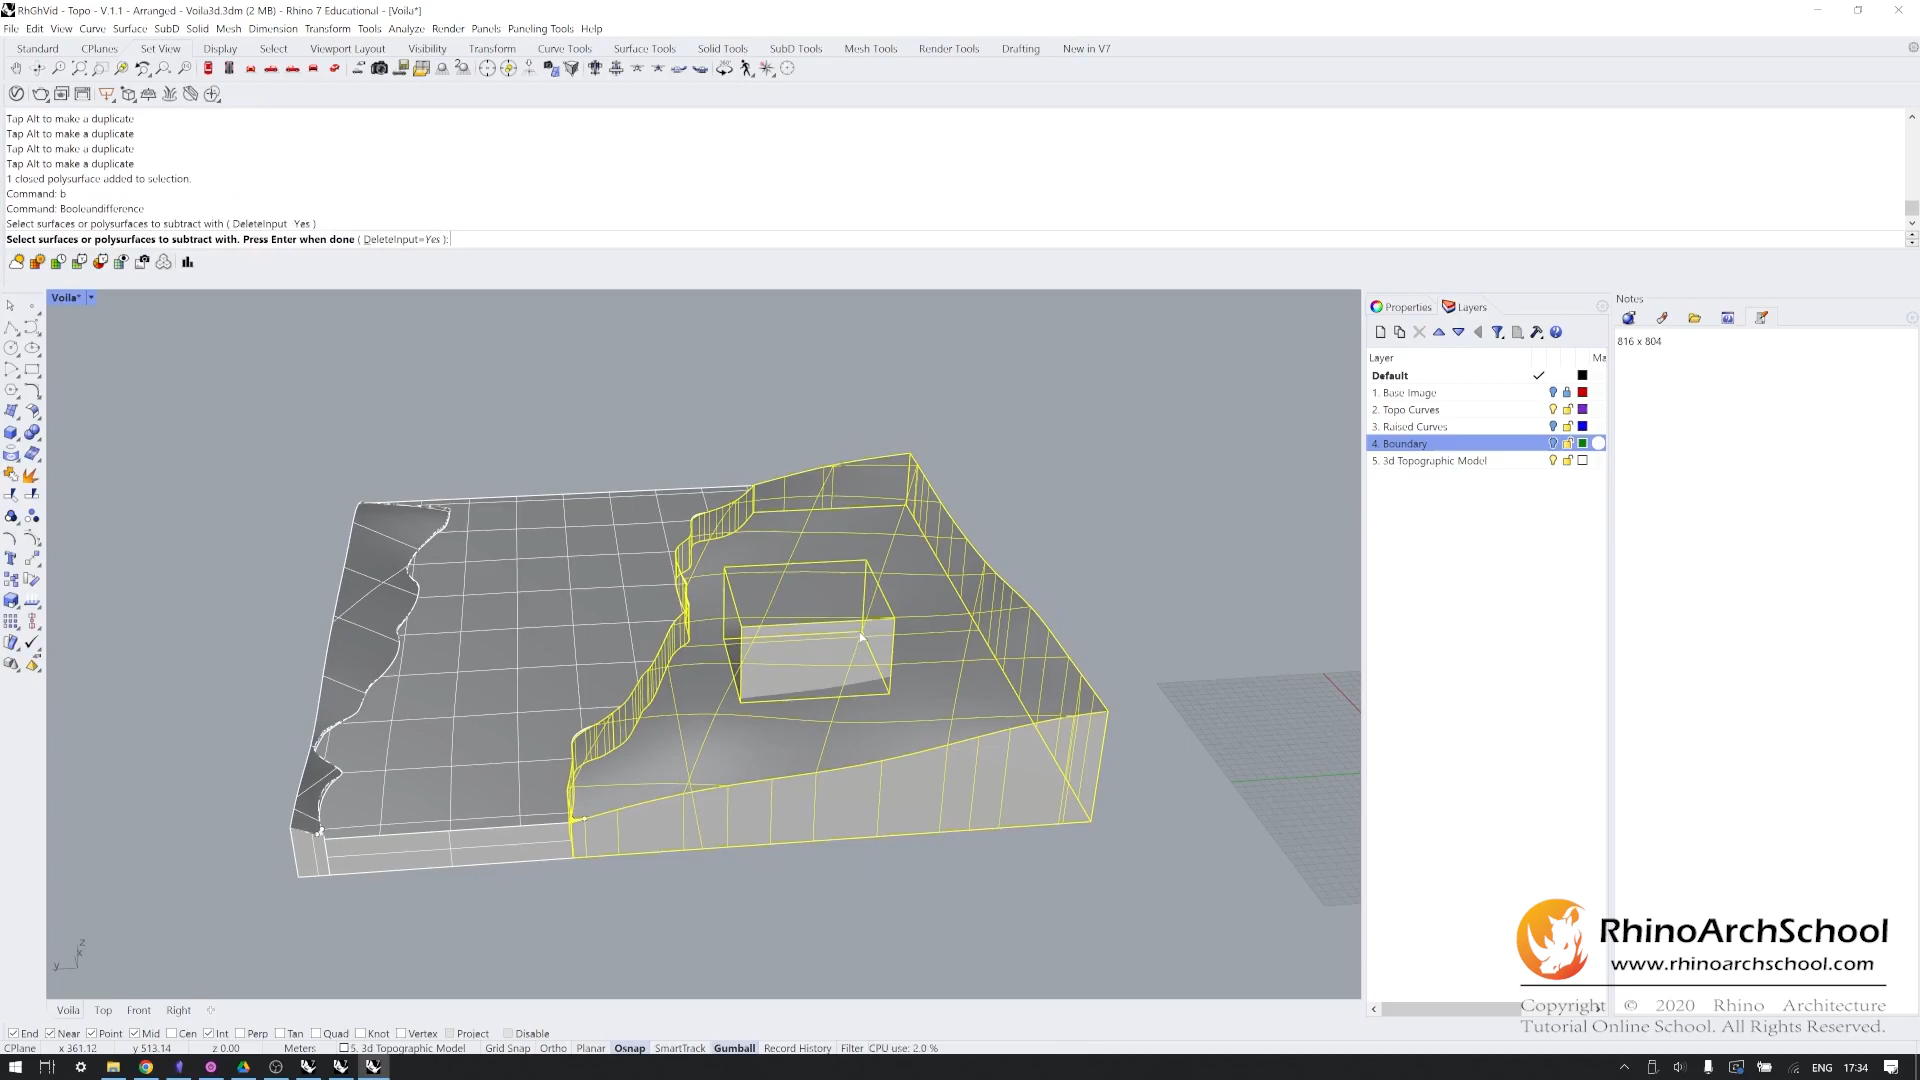 RhGhVid - Topo - V.1.1 - Arranged - Voila3d.3dm (2 MB) - Rhino 7 Educational - [Voila*]
File Edit View Curve Surface SubD Solid Mesh Dimension Transform Tools Analyze Render Panels Paneling Tools Help
Standard CPlanes Set View Display Select Viewport Layout Visibility Transform Curve Tools Surface Tools Solid Tools SubD Tools Mesh Tools Render Tools Drafting New in V7
Tap Alt to make a duplicate
Tap Alt to make a duplicate
Tap Alt to make a duplicate
Tap Alt to make a duplicate
1 closed polysurface added to selection.
Command: b
Command: Booleandifference
Select surfaces or polysurfaces to subtract with ( DeleteInput Yes )
Select surfaces or polysurfaces to subtract with. Press Enter when done ( DeleteInput=Yes ):
Voila*
Properties Layers
Notes
816 x 804
Layer Ma
Default
1. Base Image
2. Topo Curves
3. Raised Curves
4. Boundary
5. 3d Topographic Model
z
x
y
RhinoArchSchool
www.rhinoarchschool.com
Copyright © 2020 Rhino Architecture
Tutorial Online School. All Rights Reserved.
Voila Top Front Right
End Near Point Mid Cen Int Perp Tan Quad Knot Vertex Project Disable
CPlane x 361.12 y 513.14 z 0.00 Meters 5. 3d Topographic Model Grid Snap Ortho Planar Osnap SmartTrack Gumball Record History Filter CPU use: 2.0 %
ENG 17:34